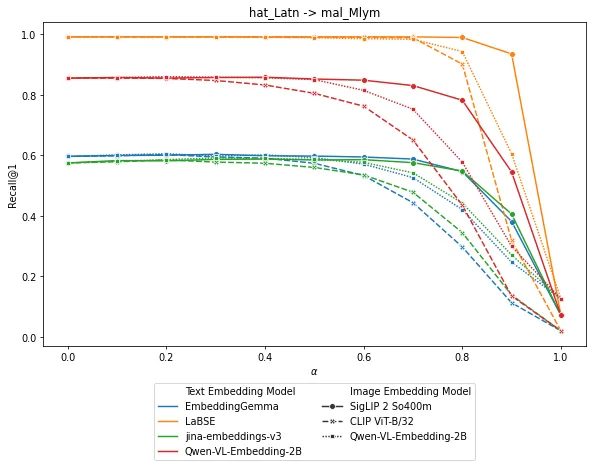 hat_Latn -> mal_Mlym
1.0
0.8
0.6
0.4
0.2
0.0
Recall@1
0.0 0.2 0.4 0.6 0.8 1.0
α
Text Embedding Model
EmbeddingGemma
LaBSE
jina-embeddings-v3
Qwen-VL-Embedding-2B
Image Embedding Model
SigLIP 2 So400m
CLIP ViT-B/32
Qwen-VL-Embedding-2B